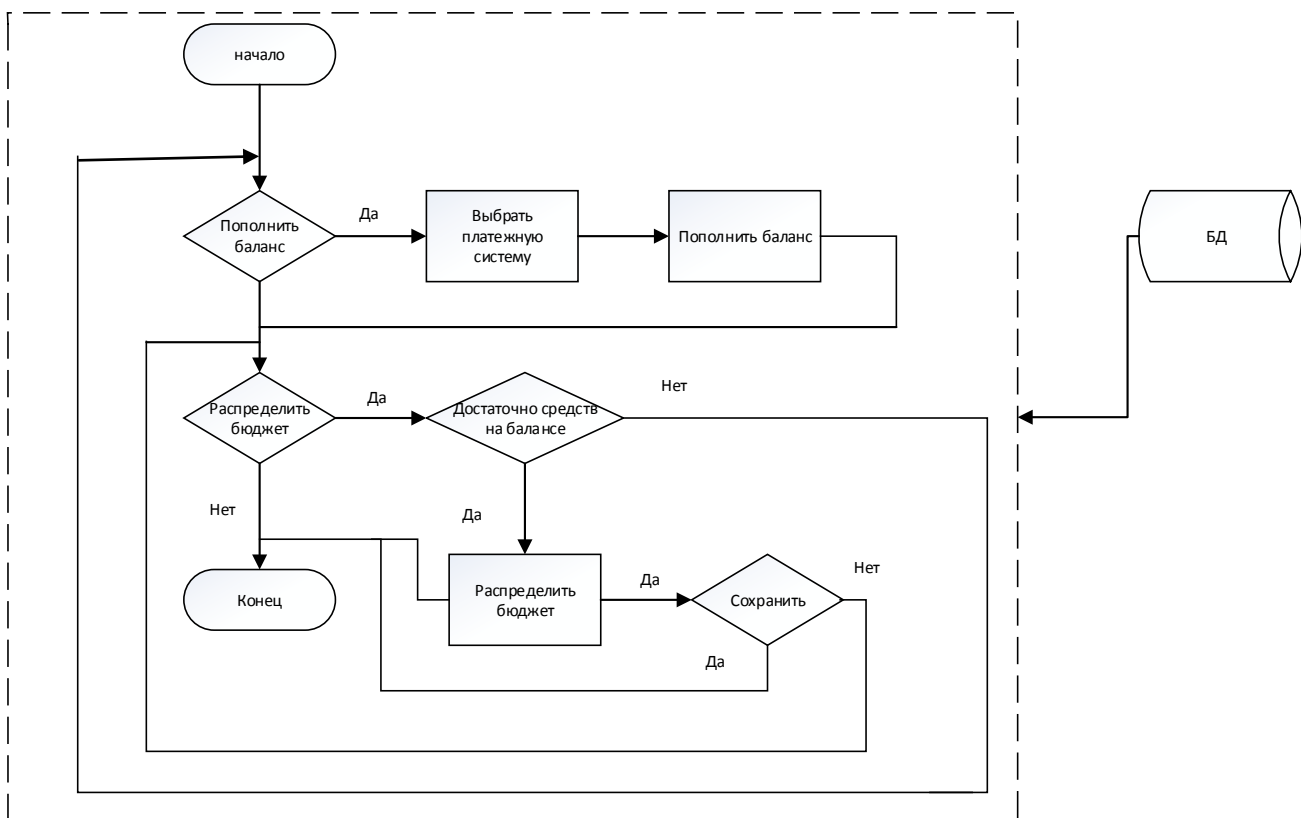 начало
Пополнить
баланс
Да
Выбрать
платежную
систему
Пополнить баланс
БД
Распределить
бюджет
Да
Достаточно средств
на балансе
Нет
Нет
Да
Конец
Распределить
бюджет
Да
Сохранить
Нет
Да